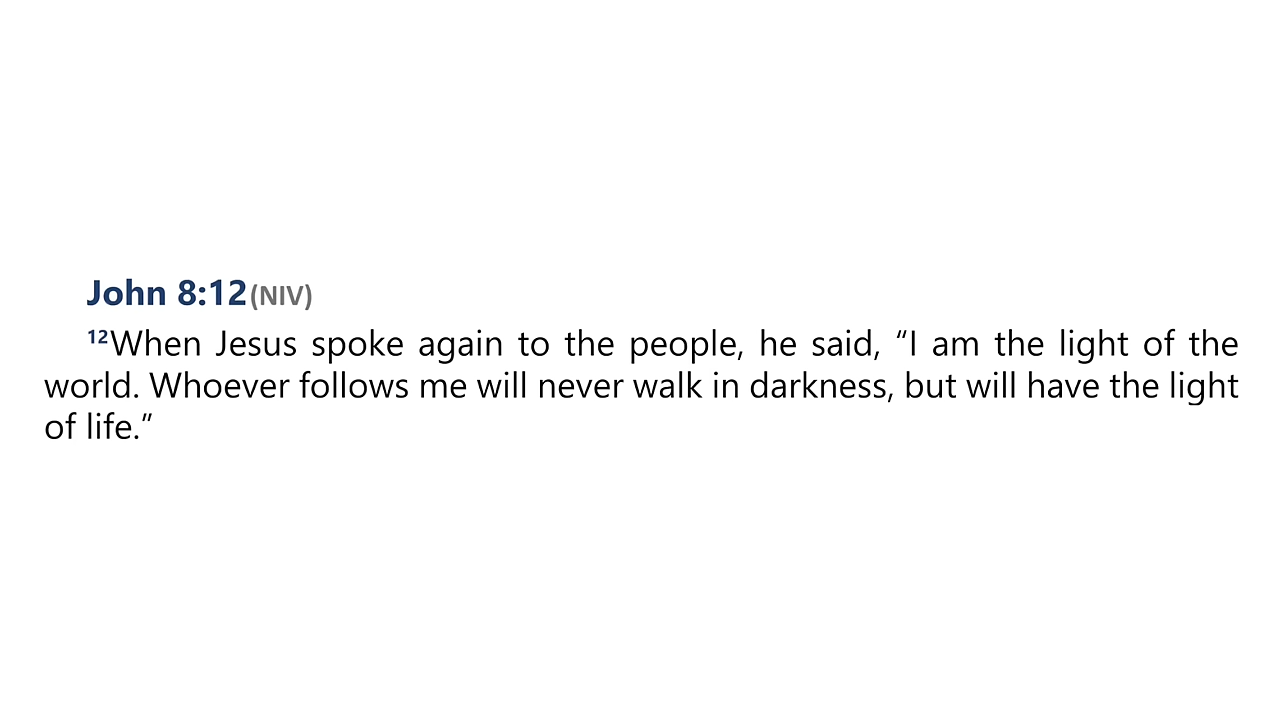 John 8:12(NIV)
12When Jesus spoke again to the people, he said, “I am the light of the
world. Whoever follows me will never walk in darkness, but will have the light
of life.”